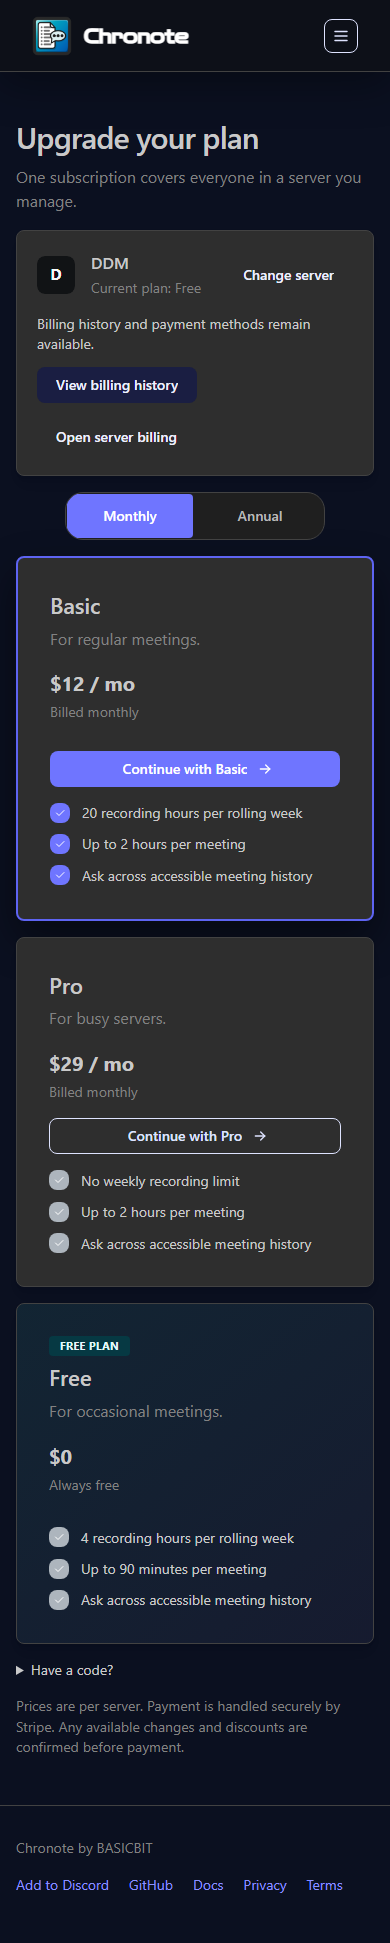 Chronote
Upgrade your plan
One subscription covers everyone in a server you
manage.
D
DDM
Current plan: Free
Change server
Billing history and payment methods remain
available.
View billing history
Open server billing
Monthly
Annual
Basic
For regular meetings.
$12 / mo
Billed monthly
Continue with Basic →
20 recording hours per rolling week
Up to 2 hours per meeting
Ask across accessible meeting history
Pro
For busy servers.
$29 / mo
Billed monthly
Continue with Pro →
No weekly recording limit
Up to 2 hours per meeting
Ask across accessible meeting history
FREE PLAN
Free
For occasional meetings.
$0
Always free
4 recording hours per rolling week
Up to 90 minutes per meeting
Ask across accessible meeting history
Have a code?
Prices are per server. Payment is handled securely by
Stripe. Any available changes and discounts are
confirmed before payment.
Chronote by BASICBIT
Add to Discord
GitHub
Docs
Privacy
Terms